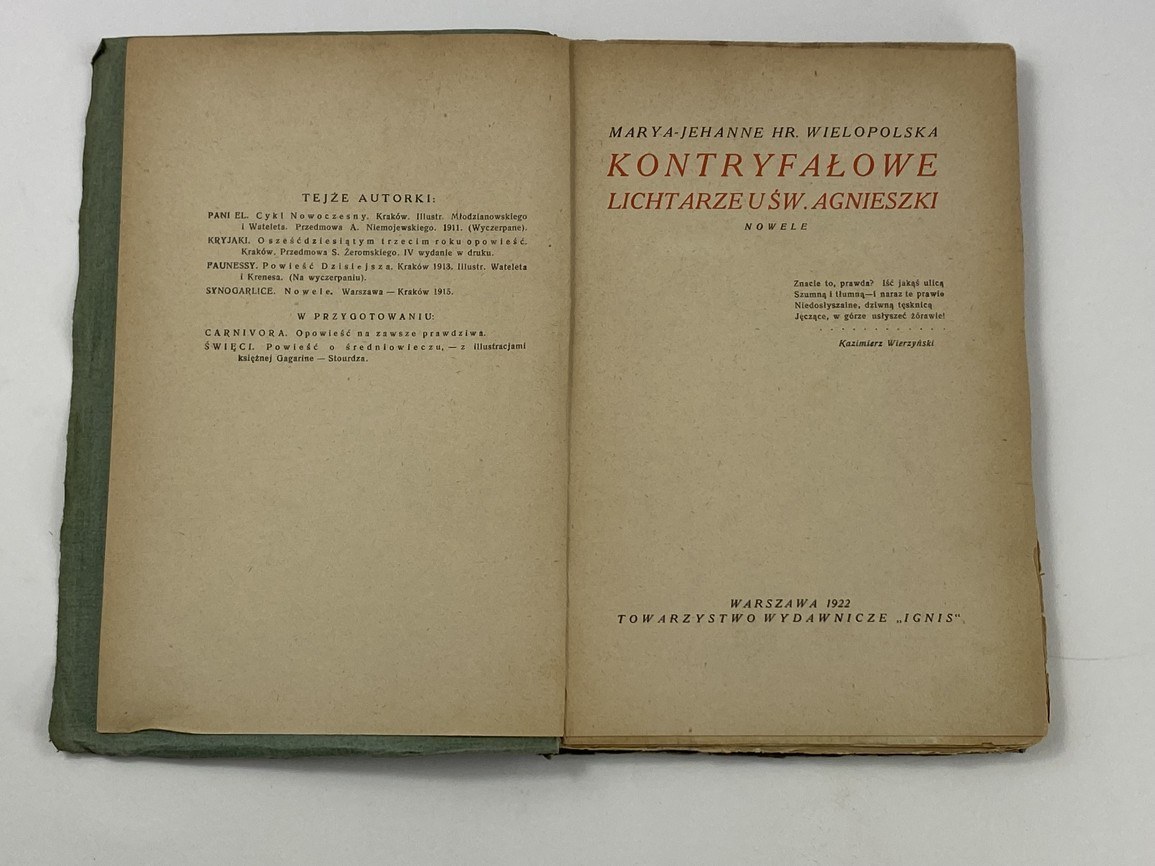 TEJŻE AUTORKI:
PANI EL. Cykl Nowoczesny. Kraków. Illustr. Młodzianowskiego
i Wateleta. Przedmowa A. Niemojewskiego. 1911. (Wyczerpane).
KRYJAKI. O sześćdziesiątym trzecim roku opowieść.
Kraków. Przedmowa S. Żeromskiego. IV wydanie w druku.
FAUNESSY. Powieść Dzisiejsza. Kraków 1913. Illustr. Wateleta
i Krenesa. (Na wyczerpaniu).
SYNOGARLICE. Nowele. Warszawa — Kraków 1915.
W PRZYGOTOWANIU:
CARNIVORA. Opowieść na zawsze prawdziwa.
ŚWIĘCI. Powieść o średniowieczu, — z illustracjami
księżnej Gagarine — Stourdza.
MARYA-JEHANNE HR. WIELOPOLSKA
KONTRYFAŁOWE
LICHTARZE U ŚW. AGNIESZKI
NOWELE
Znacie to, prawda? Iść jakąś ulicą
Szumną i tłumną—i naraz te prawie
Niedosłyszalne, dziwną tęsknicą
Jęczące, w górze usłyszeć żórawie!
. . . . . . . . . . . .
Kazimierz Wierzyński
WARSZAWA 1922
TOWARZYSTWO WYDAWNICZE „IGNIS"